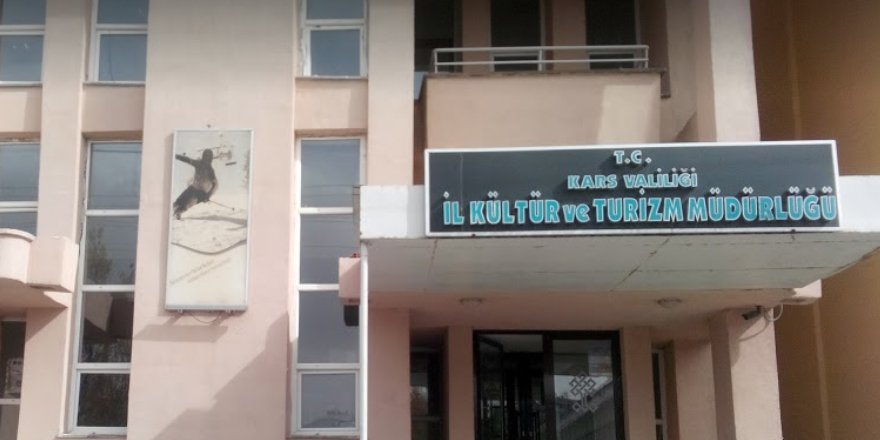 T.C.
KARS VALİLİĞİ
İL KÜLTÜR ve TURİZM MÜDÜRLÜĞÜ